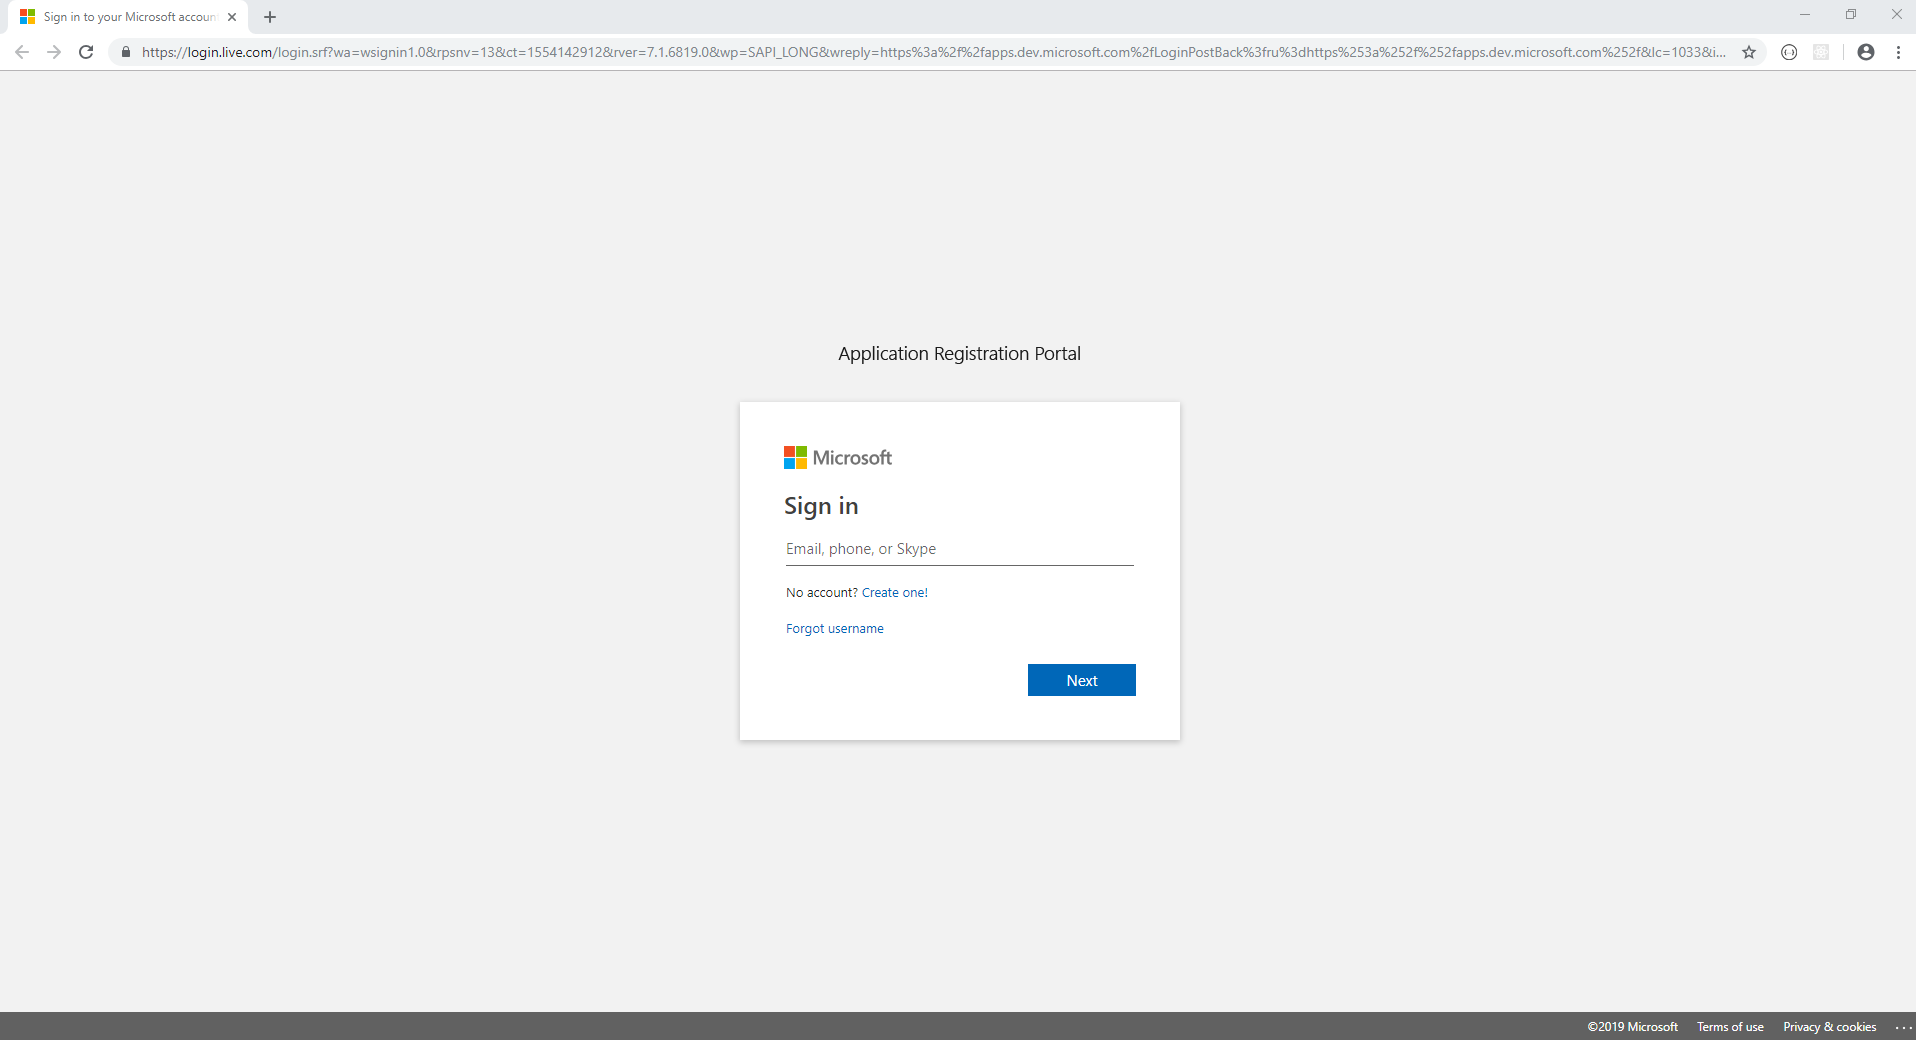 Sign in to your Microsoft accoun
https://login.live.com/login.srf?wa=wsignin1.0&rpsnv=13&ct=1554142912&rver=7.1.6819.0&wp=SAPI_LONG&wreply=https%3a%2f%2fapps.dev.microsoft.com%2fLoginPostBack%3fru%3dhttps%253a%252f%252fapps.dev.microsoft.com%252f&lc=1033&i...
Application Registration Portal
Microsoft
Sign in
Email, phone, or Skype
No account? Create one!
Forgot username
Next
©2019 Microsoft Terms of use Privacy & cookies ...